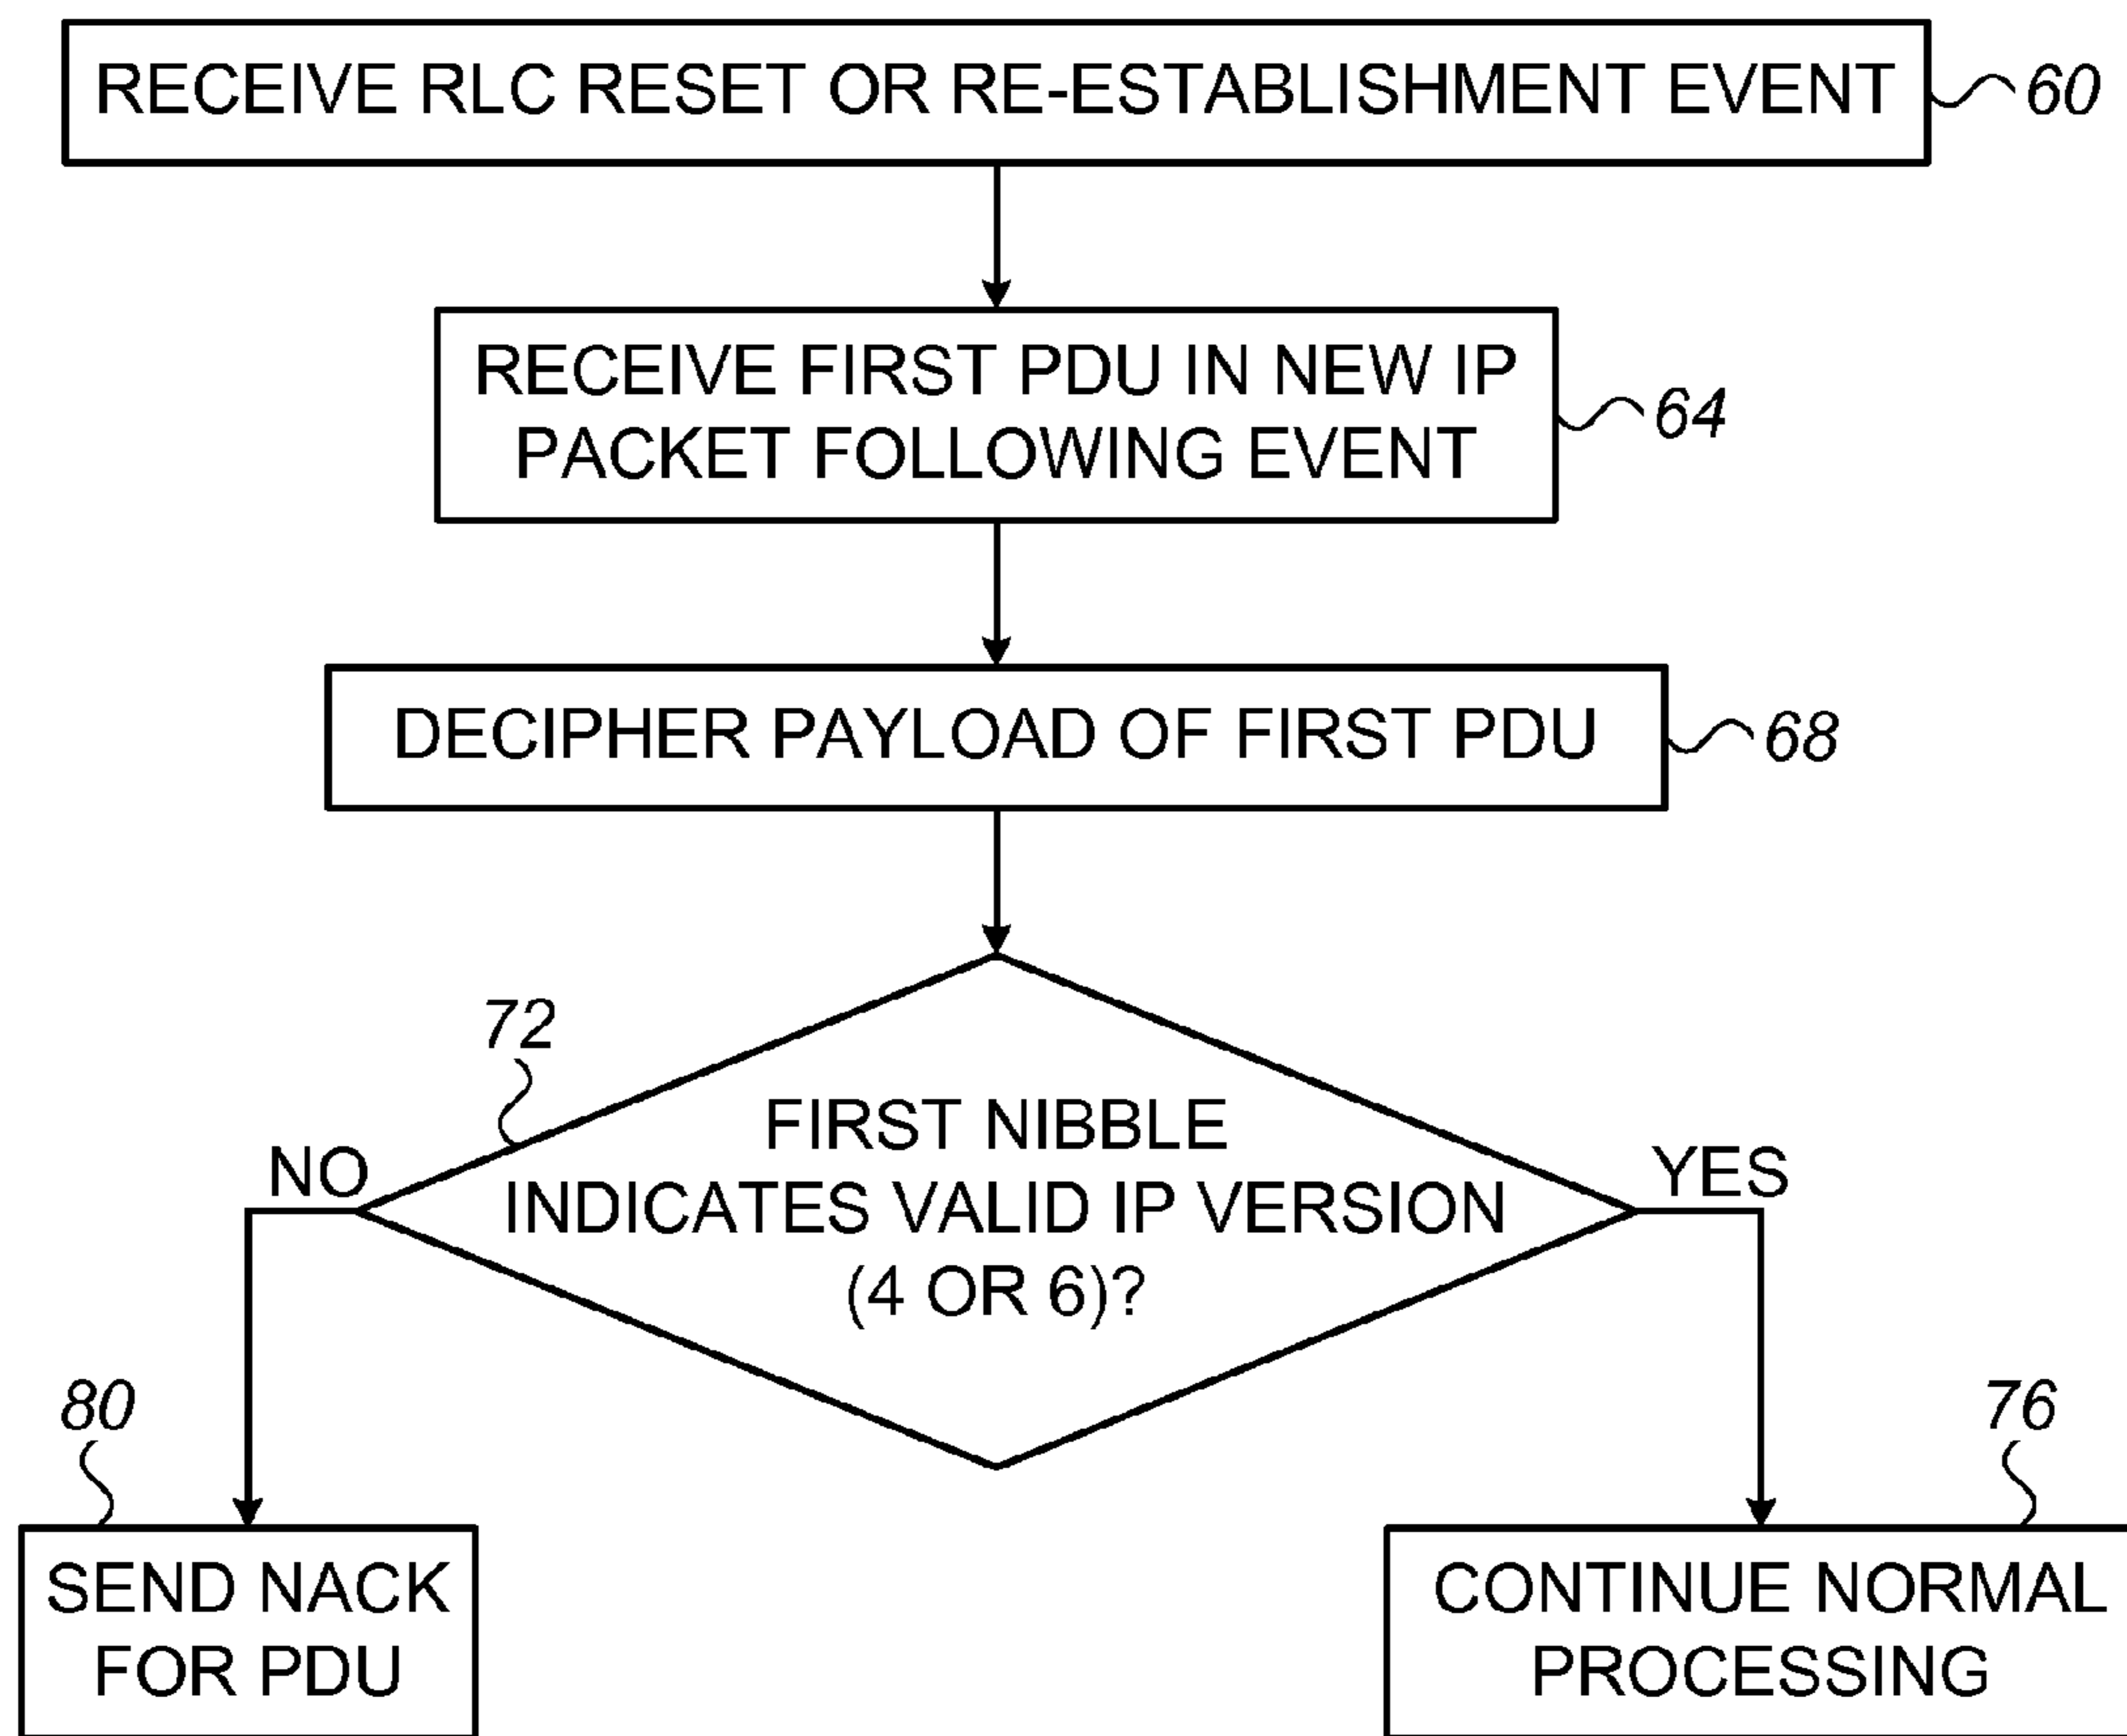 RECEIVE RLC RESET OR RE-ESTABLISHMENT EVENT
60
RECEIVE FIRST PDU IN NEW IP
PACKET FOLLOWING EVENT
64
DECIPHER PAYLOAD OF FIRST PDU
68
72
FIRST NIBBLE
INDICATES VALID IP VERSION
(4 OR 6)?
NO
YES
80
SEND NACK
FOR PDU
76
CONTINUE NORMAL
PROCESSING